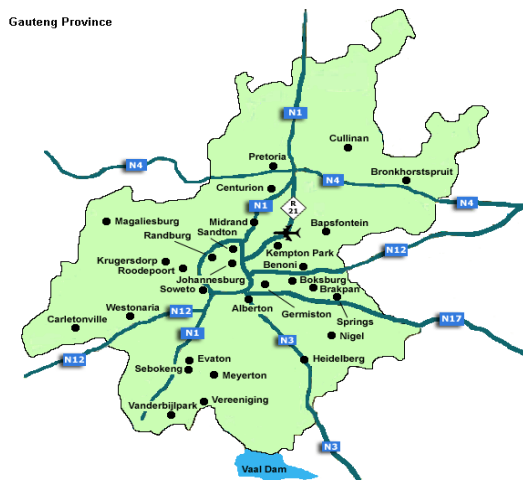 Gauteng Province
N1
Cullinan
N4
Pretoria
Bronkhorstspruit
Centurion
N4
N4
N1
R
21
Magaliesburg
Midrand
Bapsfontein
Sandton
Randburg
N12
Kempton Park
Krugersdorp
Roodepoort
Benoni
Johannesburg
Boksburg
Soweto
Brakpan
Germiston
Alberton
Westonaria
N12
Springs
N17
Carletonville
N1
Nigel
N3
N12
Evaton
Heidelberg
Sebokeng
Meyerton
Vereeniging
Vanderbijlpark
N3
Vaal Dam